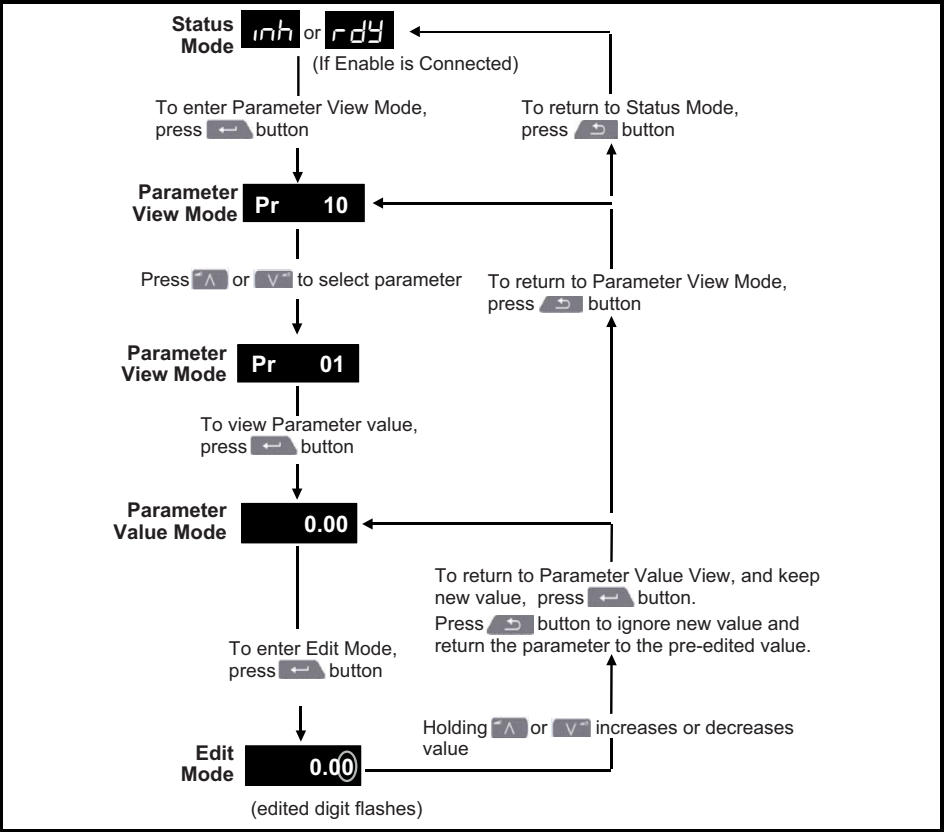 Status
Mode
inh or rdY
(If Enable is Connected)
To enter Parameter View Mode,
press button
To return to Status Mode,
press button
Parameter
View Mode
Pr 10
Press or to select parameter
To return to Parameter View Mode,
press button
Parameter
View Mode
Pr 01
To view Parameter value,
press button
Parameter
Value Mode
0.00
To return to Parameter Value View, and keep
new value, press button.
Press button to ignore new value and
return the parameter to the pre-edited value.
To enter Edit Mode,
press button
Holding or increases or decreases
value
Edit
Mode
0.00
(edited digit flashes)